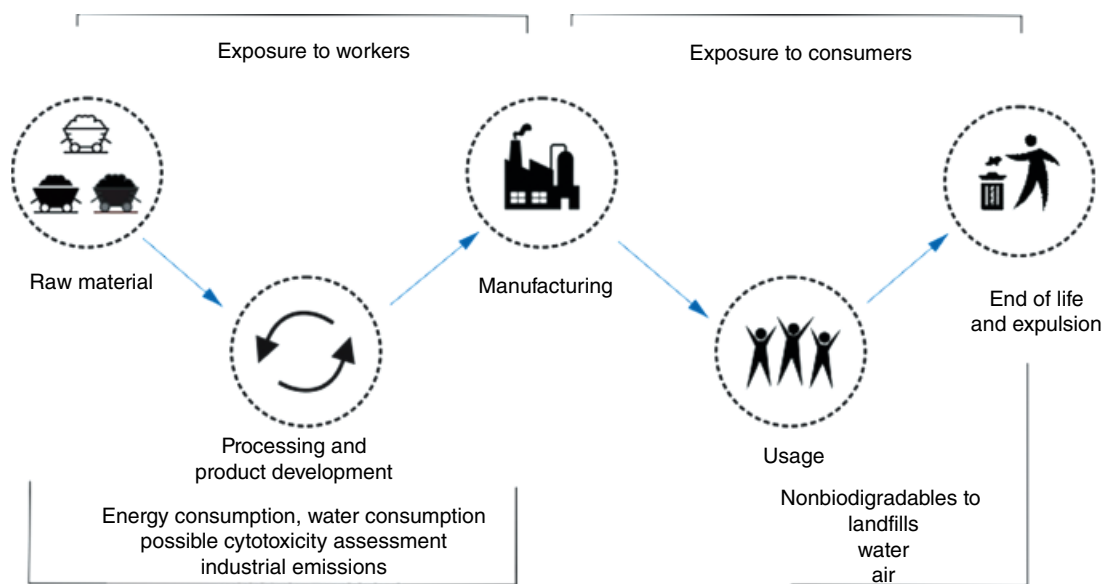 Exposure to workers
Exposure to consumers
Raw material
Manufacturing
End of life
and expulsion
Processing and
product development
Usage
Energy consumption, water consumption
possible cytotoxicity assessment
industrial emissions
Nonbiodigradables to
landfills
water
air